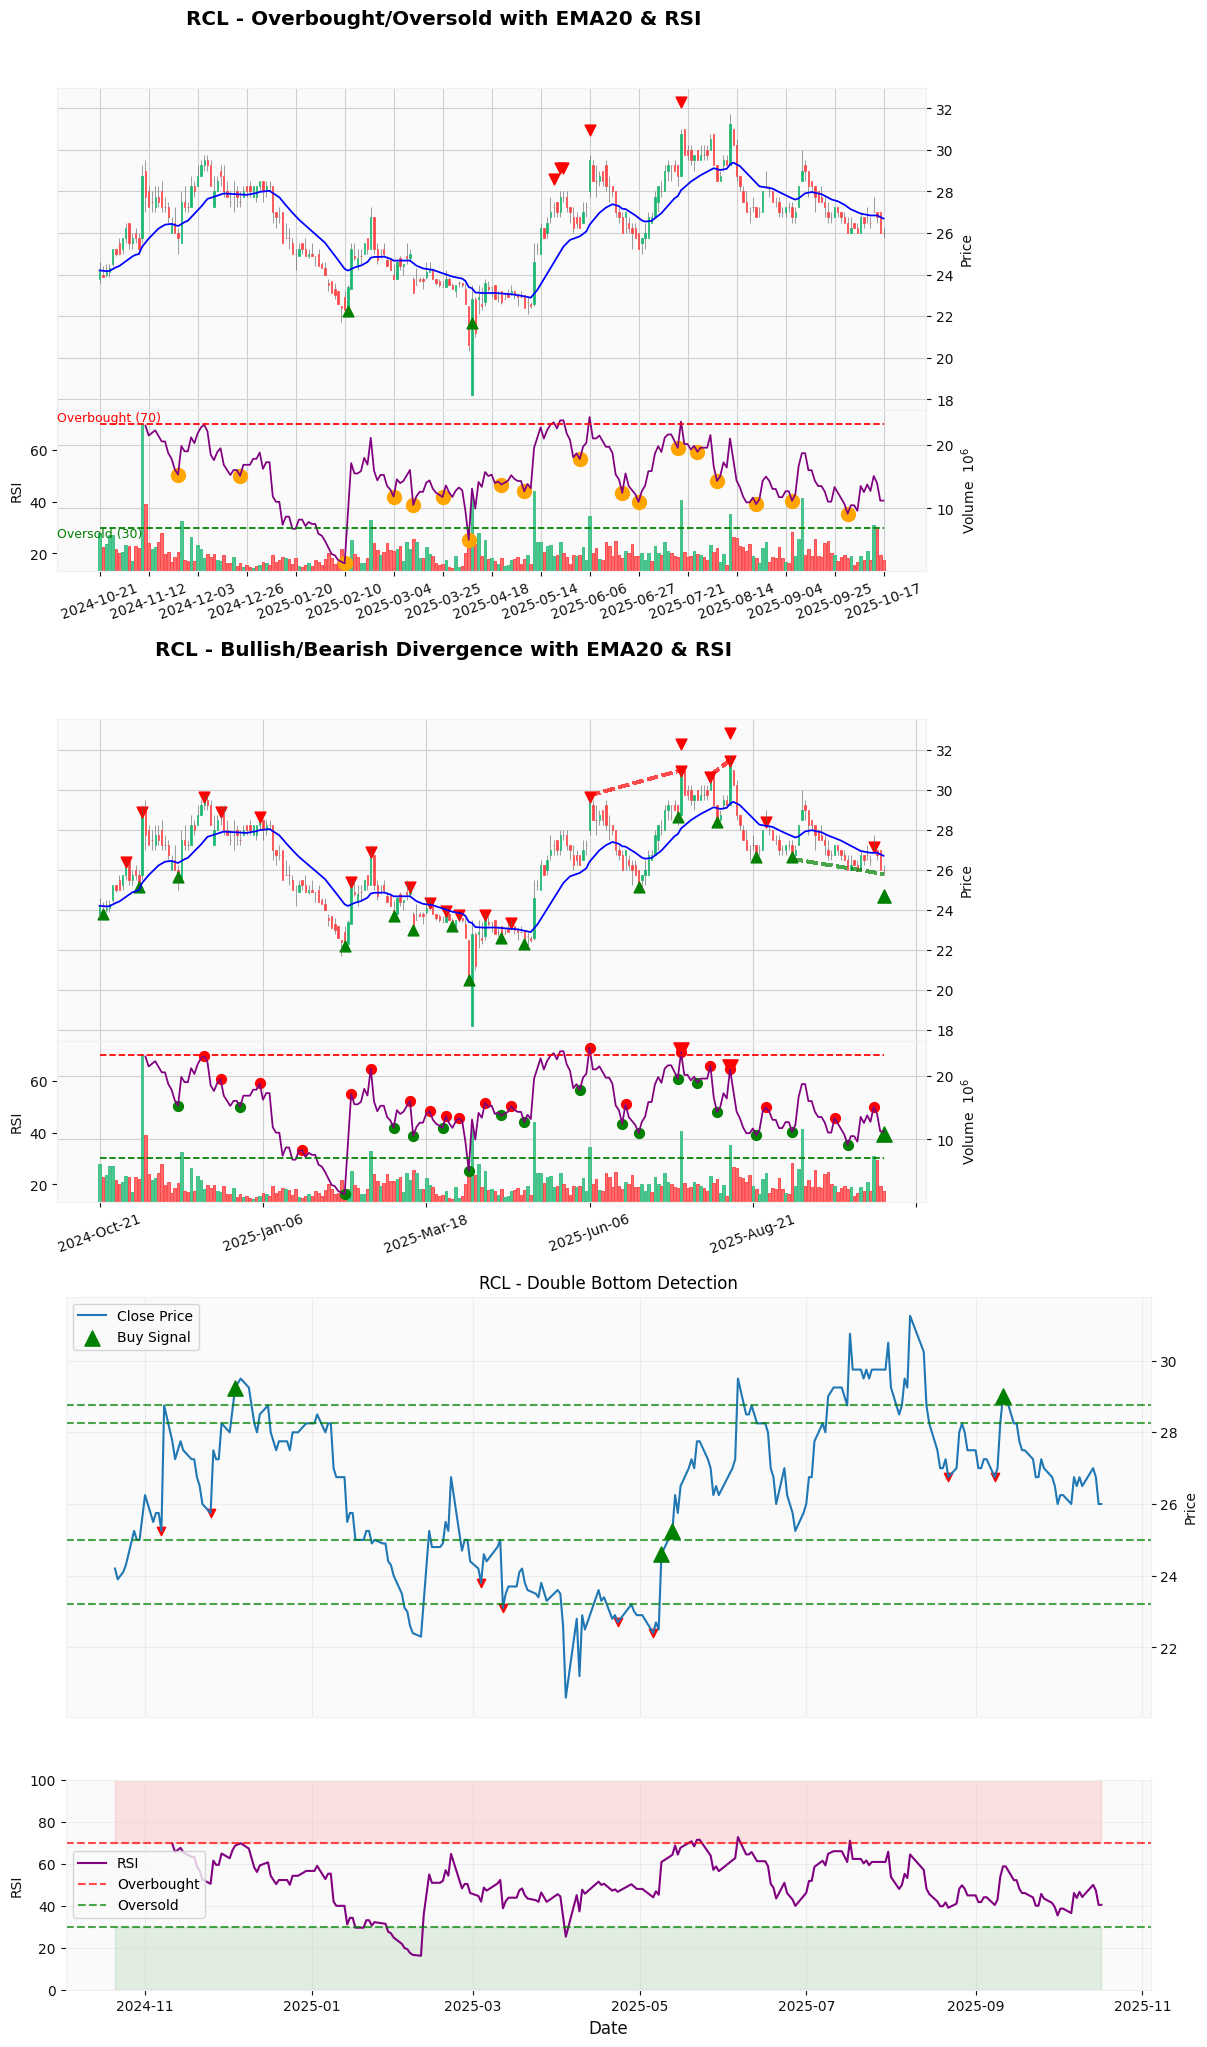 RCL - Overbought/Oversold with EMA20 & RSI
32
30
28
26
24
22
20
18
Price
Overbought (70)
Oversold (30)
60
40
20
RSI
20
10
Volume 10^6
2024-10-21
2024-11-12
2024-12-03
2024-12-26
2025-01-20
2025-02-10
2025-03-04
2025-03-25
2025-04-18
2025-05-14
2025-06-06
2025-06-27
2025-07-21
2025-08-14
2025-09-04
2025-09-25
2025-10-17
RCL - Bullish/Bearish Divergence with EMA20 & RSI
32
30
28
26
24
22
20
18
Price
60
40
20
RSI
20
10
Volume 10^6
2024-Oct-21
2025-Jan-06
2025-Mar-18
2025-Jun-06
2025-Aug-21
RCL - Double Bottom Detection
Close Price
Buy Signal
30
28
26
24
22
Price
100
80
60
40
20
0
RSI
RSI
Overbought
Oversold
2024-11
2025-01
2025-03
2025-05
2025-07
2025-09
2025-11
Date